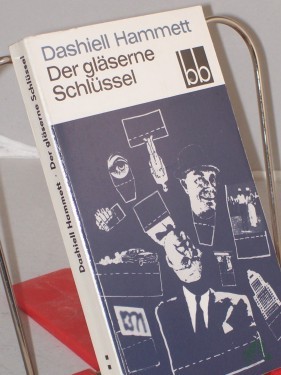 Dashiell Hammett
Der gläserne
Schlüssel
bb
Dashiell Hammett · Der gläserne Schlüssel